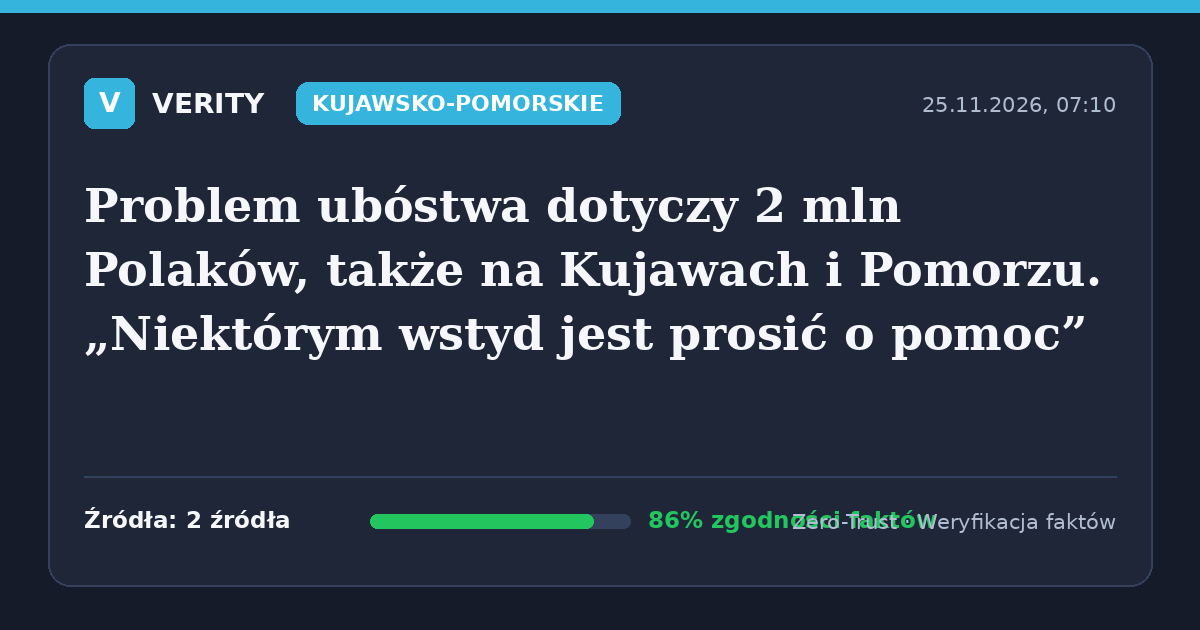 V VERITY KUJAWSKO-POMORSKIE 25.11.2026, 07:10
Problem ubóstwa dotyczy 2 mln
Polaków, także na Kujawach i Pomorzu.
„Niektórym wstyd jest prosić o pomoc”
Źródła: 2 źródła 86% zgodności faktów Zero-Trust · Weryfikacja faktów